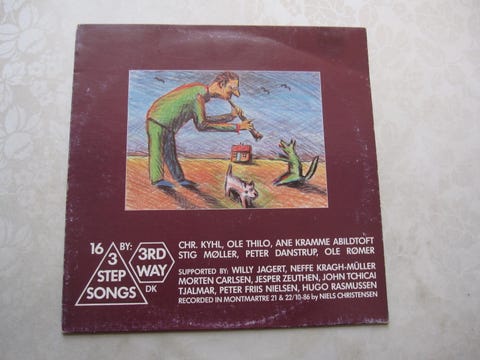 16 BY:
3
STEP
SONGS
3RD
WAY
DK
CHR. KYHL, OLE THILO, ANE KRAMME ABILDTOFT
STIG MØLLER, PETER DANSTRUP, OLE RØMER
SUPPORTED BY: WILLY JAGERT, NEFFE KRAGH-MÜLLER
MORTEN CARLSEN, JESPER ZEUTHEN, JOHN TCHICAI
TJALMAR, PETER FRIIS NIELSEN, HUGO RASMUSSEN
RECORDED IN MONTMARTRE 21 & 22/10-86 by NIELS CHRISTENSEN